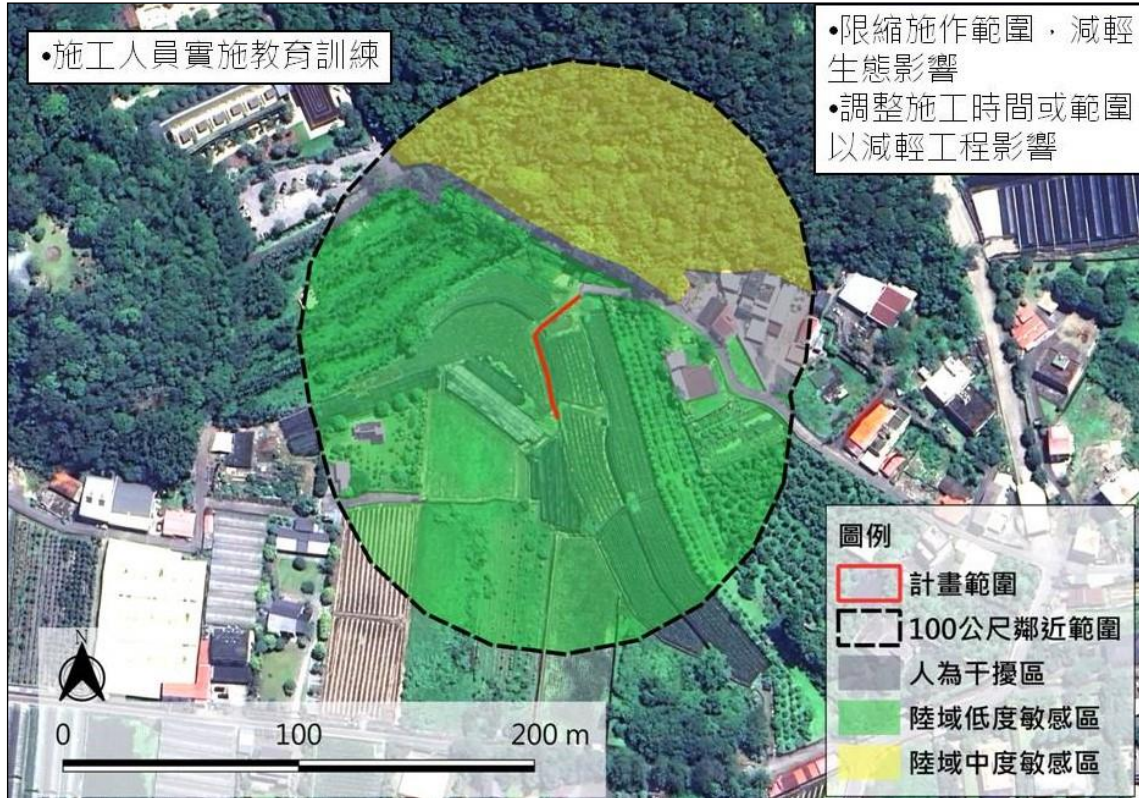 •施工人員實施教育訓練
•限縮施作範圍，減輕
生態影響
•調整施工時間或範圍
以減輕工程影響
圖例
計畫範圍
100公尺鄰近範圍
人為干擾區
陸域低度敏感區
陸域中度敏感區
N
0 100 200 m